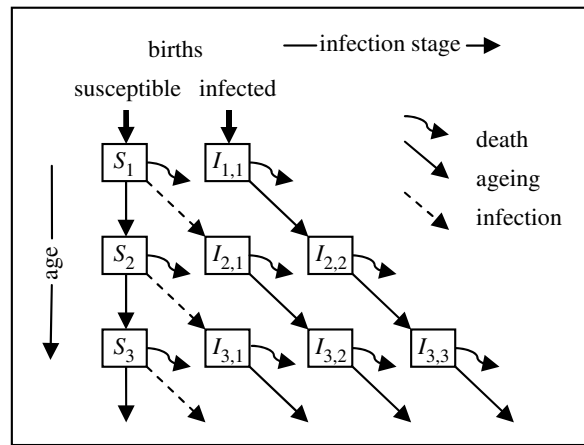 births
infection stage
susceptible infected
S1 I1,1
death
ageing
infection
age
S2 I2,1 I2,2
S3 I3,1 I3,2 I3,3